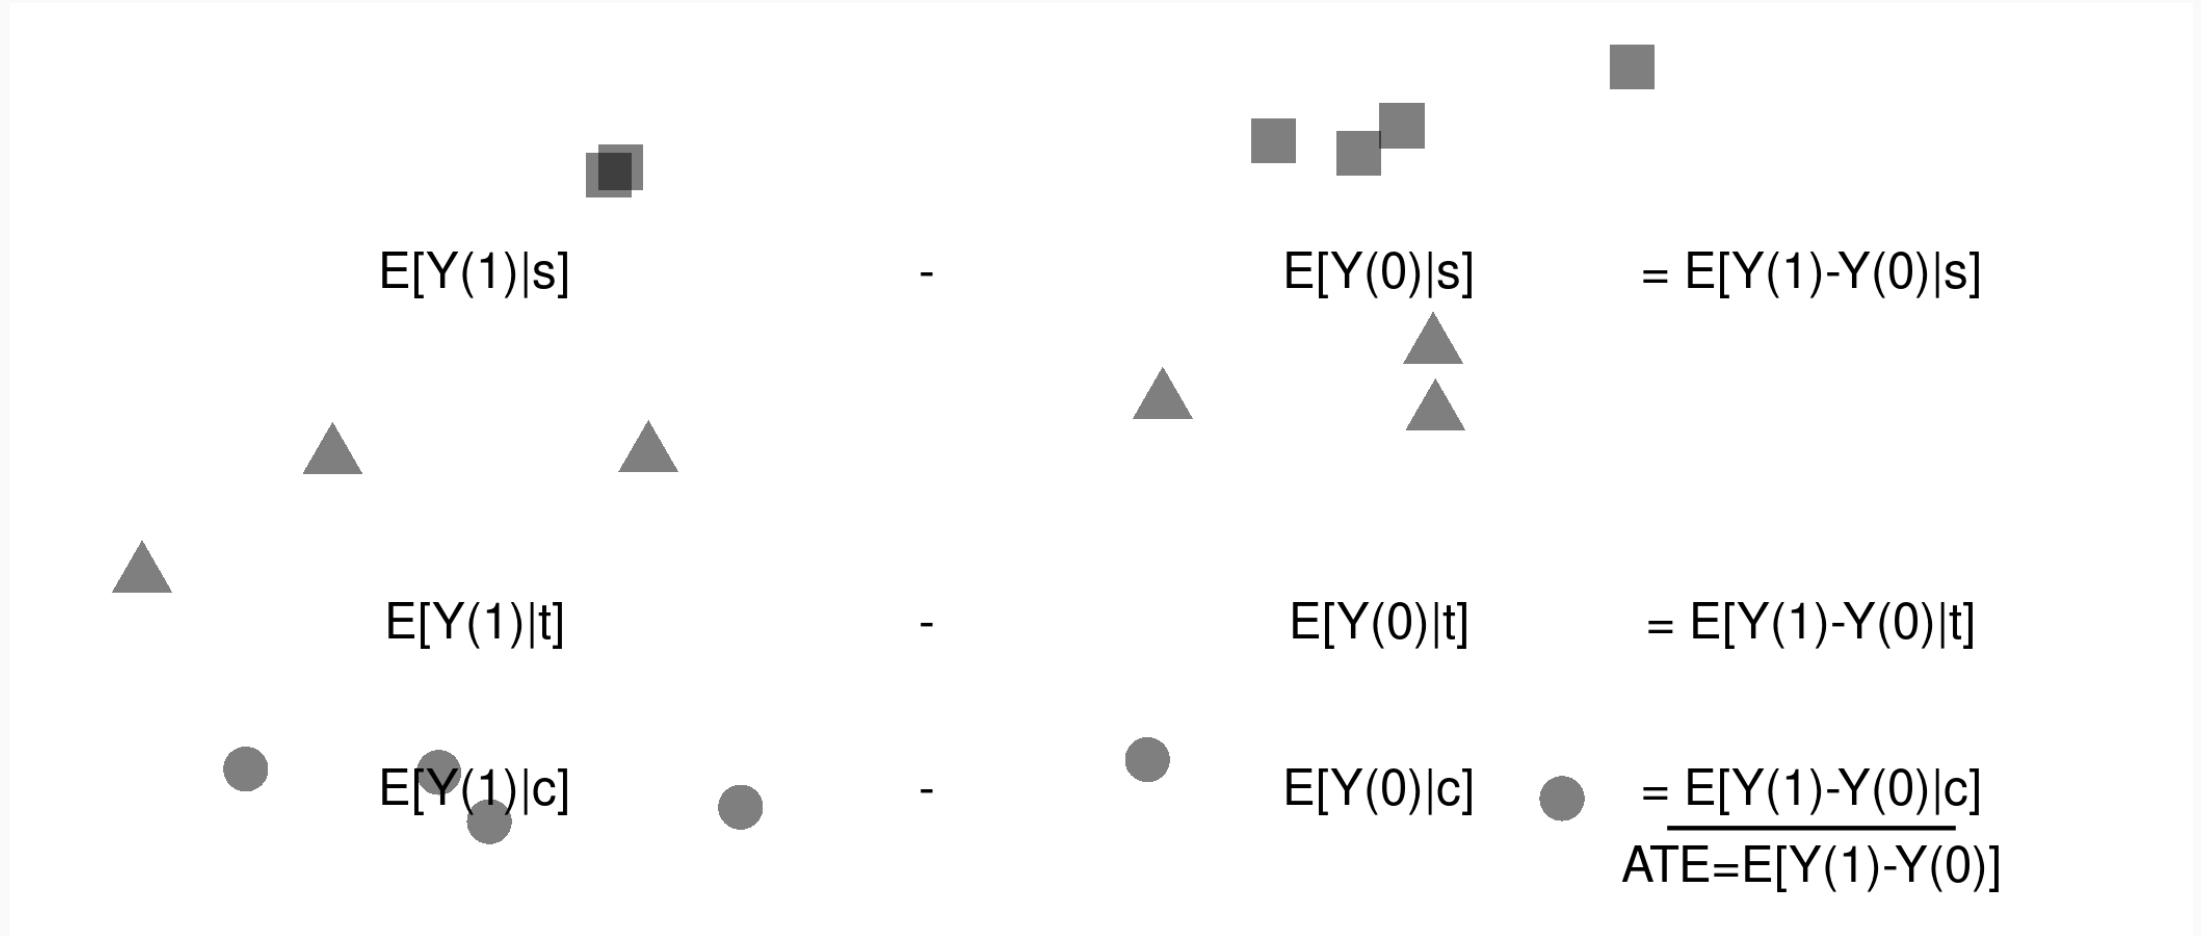 E[Y(1)|s] - E[Y(0)|s] = E[Y(1)-Y(0)|s]
E[Y(1)|t] - E[Y(0)|t] = E[Y(1)-Y(0)|t]
E[Y(1)|c] - E[Y(0)|c] = E[Y(1)-Y(0)|c]
ATE=E[Y(1)-Y(0)]